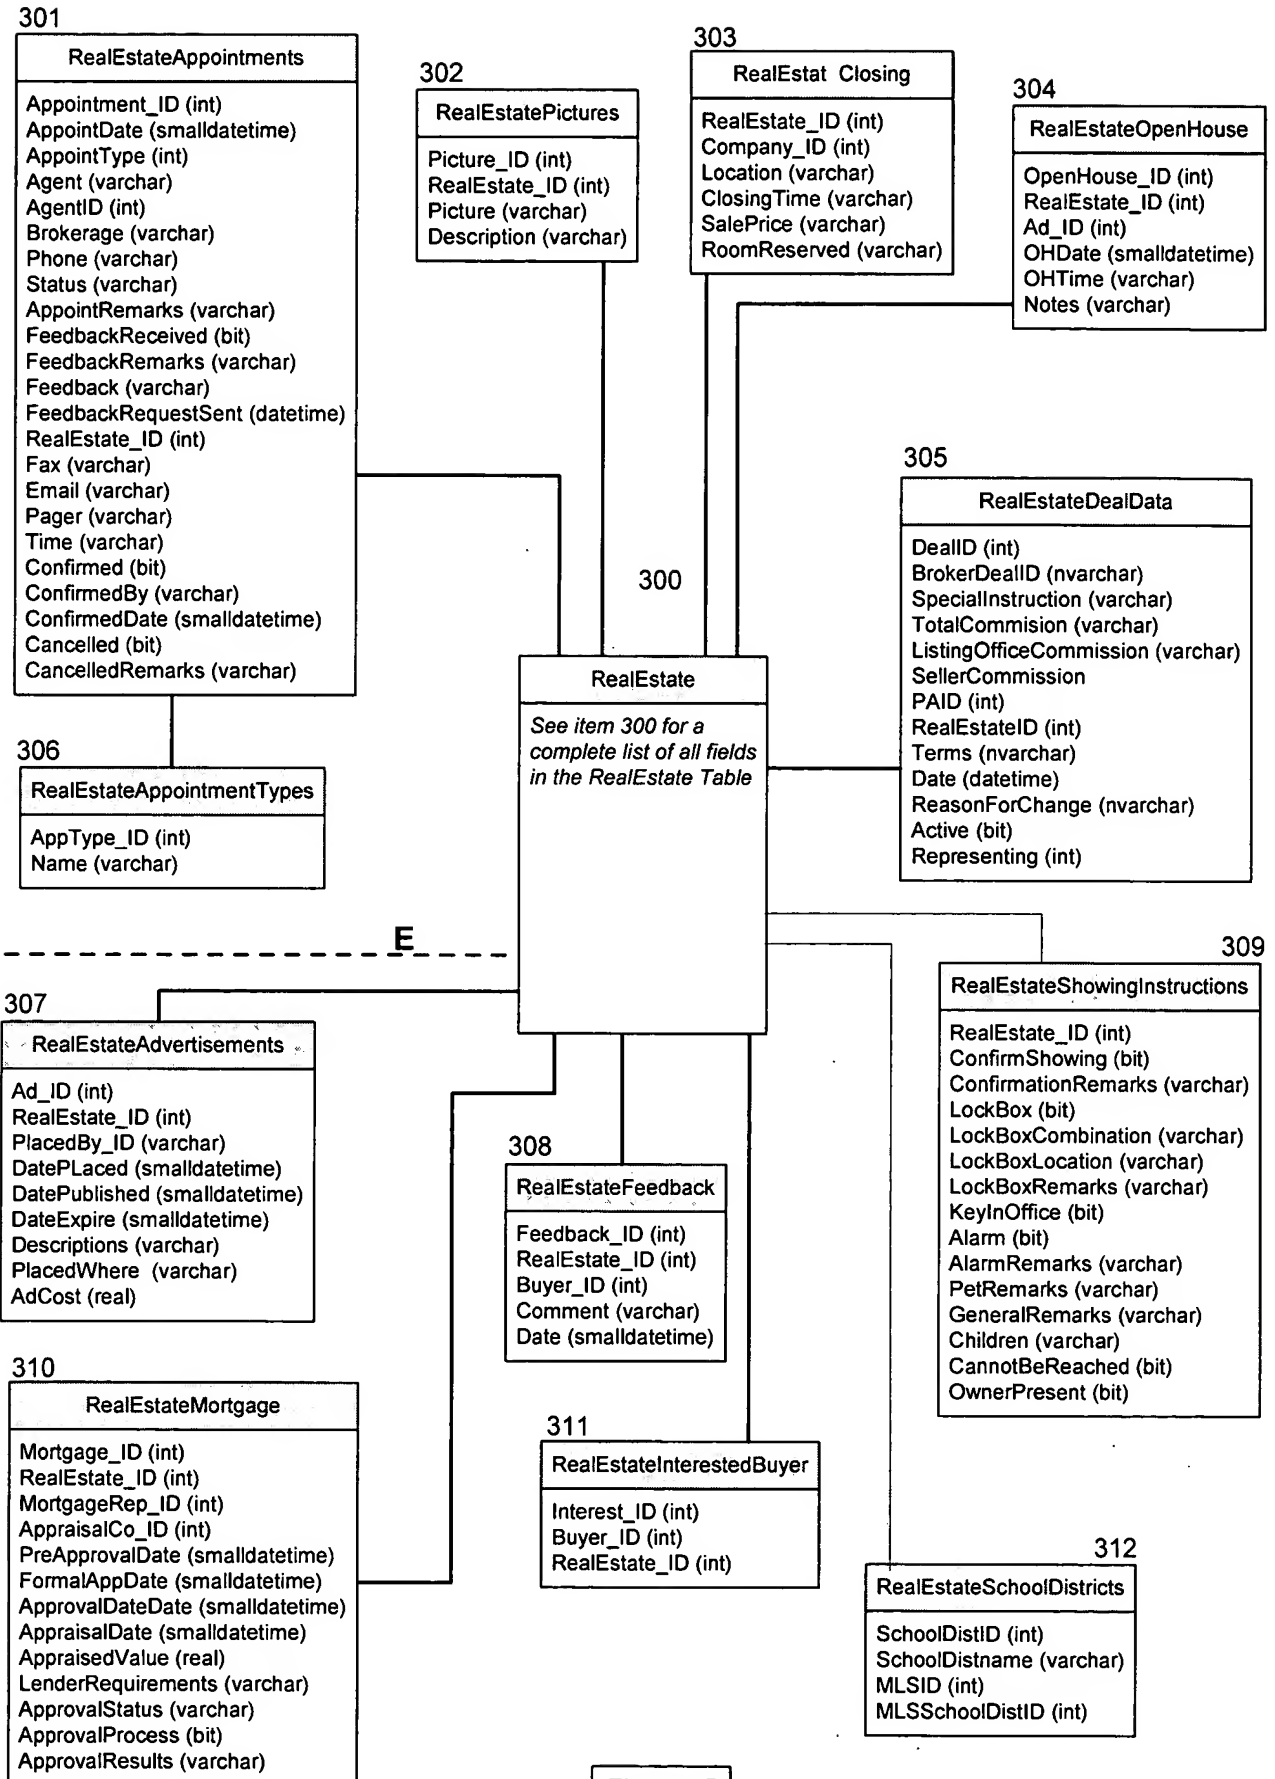 301
RealEstateAppointments
Appointment_ID (int)
AppointDate (smalldatetime)
AppointType (int)
Agent (varchar)
AgentID (int)
Brokerage (varchar)
Phone (varchar)
Status (varchar)
AppointRemarks (varchar)
FeedbackReceived (bit)
FeedbackRemarks (varchar)
Feedback (varchar)
FeedbackRequestSent (datetime)
RealEstate_ID (int)
Fax (varchar)
Email (varchar)
Pager (varchar)
Time (varchar)
Confirmed (bit)
ConfirmedBy (varchar)
ConfirmedDate (smalldatetime)
Cancelled (bit)
CancelledRemarks (varchar)
302
RealEstatePictures
Picture_ID (int)
RealEstate_ID (int)
Picture (varchar)
Description (varchar)
303
RealEstat Closing
RealEstate_ID (int)
Company_ID (int)
Location (varchar)
ClosingTime (varchar)
SalePrice (varchar)
RoomReserved (varchar)
304
RealEstateOpenHouse
OpenHouse_ID (int)
RealEstate_ID (int)
Ad_ID (int)
OHDate (smalldatetime)
OHTime (varchar)
Notes (varchar)
305
RealEstateDealData
DealID (int)
BrokerDealID (nvarchar)
SpecialInstruction (varchar)
TotalCommision (varchar)
ListingOfficeCommission (varchar)
SellerCommission
PAID (int)
RealEstateID (int)
Terms (nvarchar)
Date (datetime)
ReasonForChange (nvarchar)
Active (bit)
Representing (int)
300
RealEstate
See item 300 for a
complete list of all fields
in the RealEstate Table
306
RealEstateAppointmentTypes
AppType_ID (int)
Name (varchar)
E
307
RealEstateAdvertisements
Ad_ID (int)
RealEstate_ID (int)
PlacedBy_ID (varchar)
DatePLaced (smalldatetime)
DatePublished (smalldatetime)
DateExpire (smalldatetime)
Descriptions (varchar)
PlacedWhere (varchar)
AdCost (real)
308
RealEstateFeedback
Feedback_ID (int)
RealEstate_ID (int)
Buyer_ID (int)
Comment (varchar)
Date (smalldatetime)
309
RealEstateShowingInstructions
RealEstate_ID (int)
ConfirmShowing (bit)
ConfirmationRemarks (varchar)
LockBox (bit)
LockBoxCombination (varchar)
LockBoxLocation (varchar)
LockBoxRemarks (varchar)
KeyInOffice (bit)
Alarm (bit)
AlarmRemarks (varchar)
PetRemarks (varchar)
GeneralRemarks (varchar)
Children (varchar)
CannotBeReached (bit)
OwnerPresent (bit)
310
RealEstateMortgage
Mortgage_ID (int)
RealEstate_ID (int)
MortgageRep_ID (int)
AppraisalCo_ID (int)
PreApprovalDate (smalldatetime)
FormalAppDate (smalldatetime)
ApprovalDateDate (smalldatetime)
AppraisalDate (smalldatetime)
AppraisedValue (real)
LenderRequirements (varchar)
ApprovalStatus (varchar)
ApprovalProcess (bit)
ApprovalResults (varchar)
311
RealEstateInterestedBuyer
Interest_ID (int)
Buyer_ID (int)
RealEstate_ID (int)
312
RealEstateSchoolDistricts
SchoolDistID (int)
SchoolDistname (varchar)
MLSID (int)
MLSSchoolDistID (int)